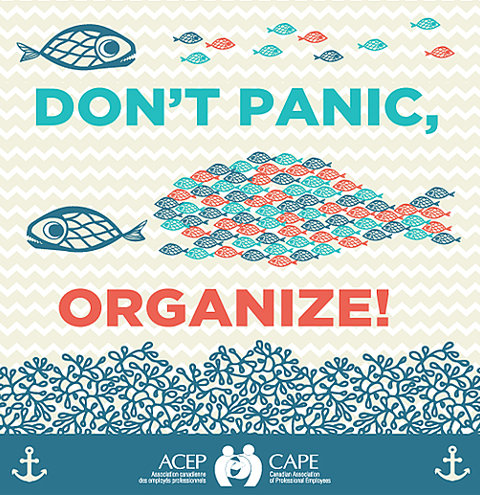 DON'T PANIC,
ORGANIZE!
ACEP
Association canadienne
des employés professionnels
CAPE
Canadian Association
of Professional Employees